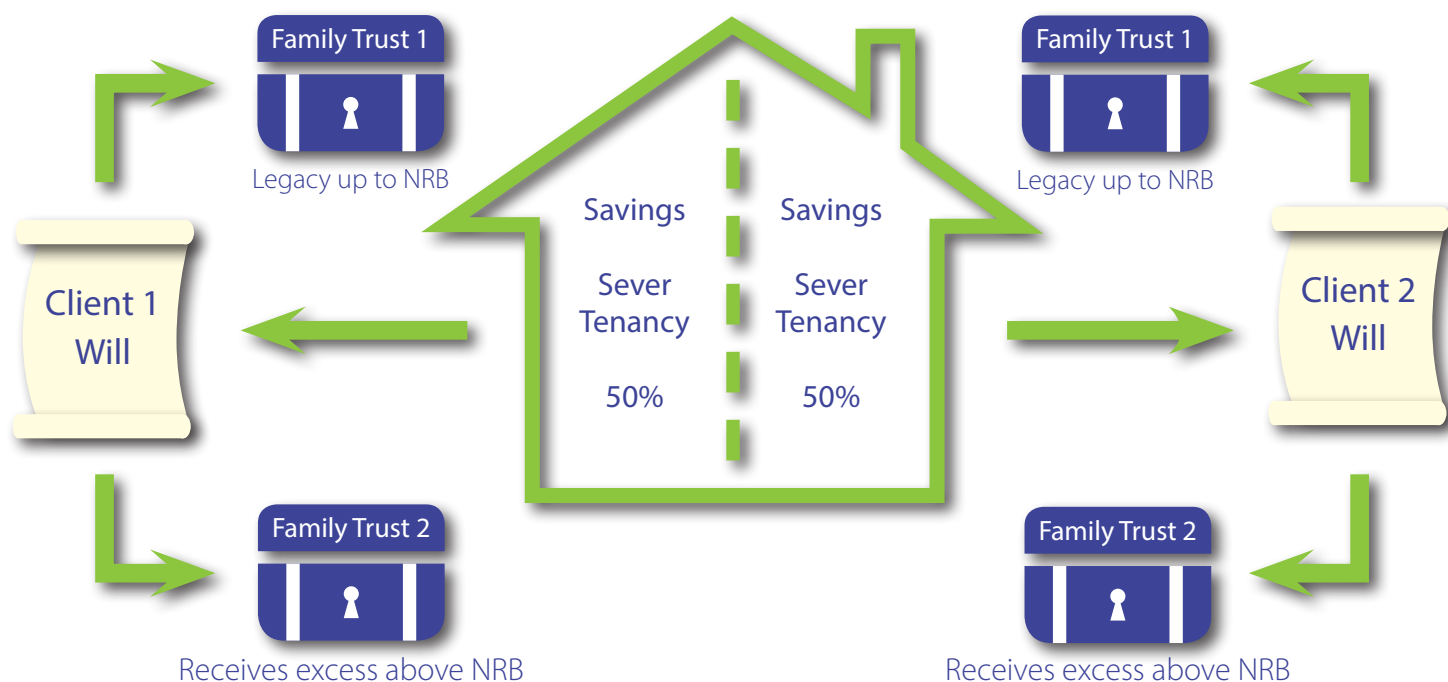 Family Trust 1
Legacy up to NRB
Client 1
Will
Family Trust 2
Receives excess above NRB
Savings
Sever
Tenancy
50%
Savings
Sever
Tenancy
50%
Family Trust 1
Legacy up to NRB
Client 2
Will
Family Trust 2
Receives excess above NRB